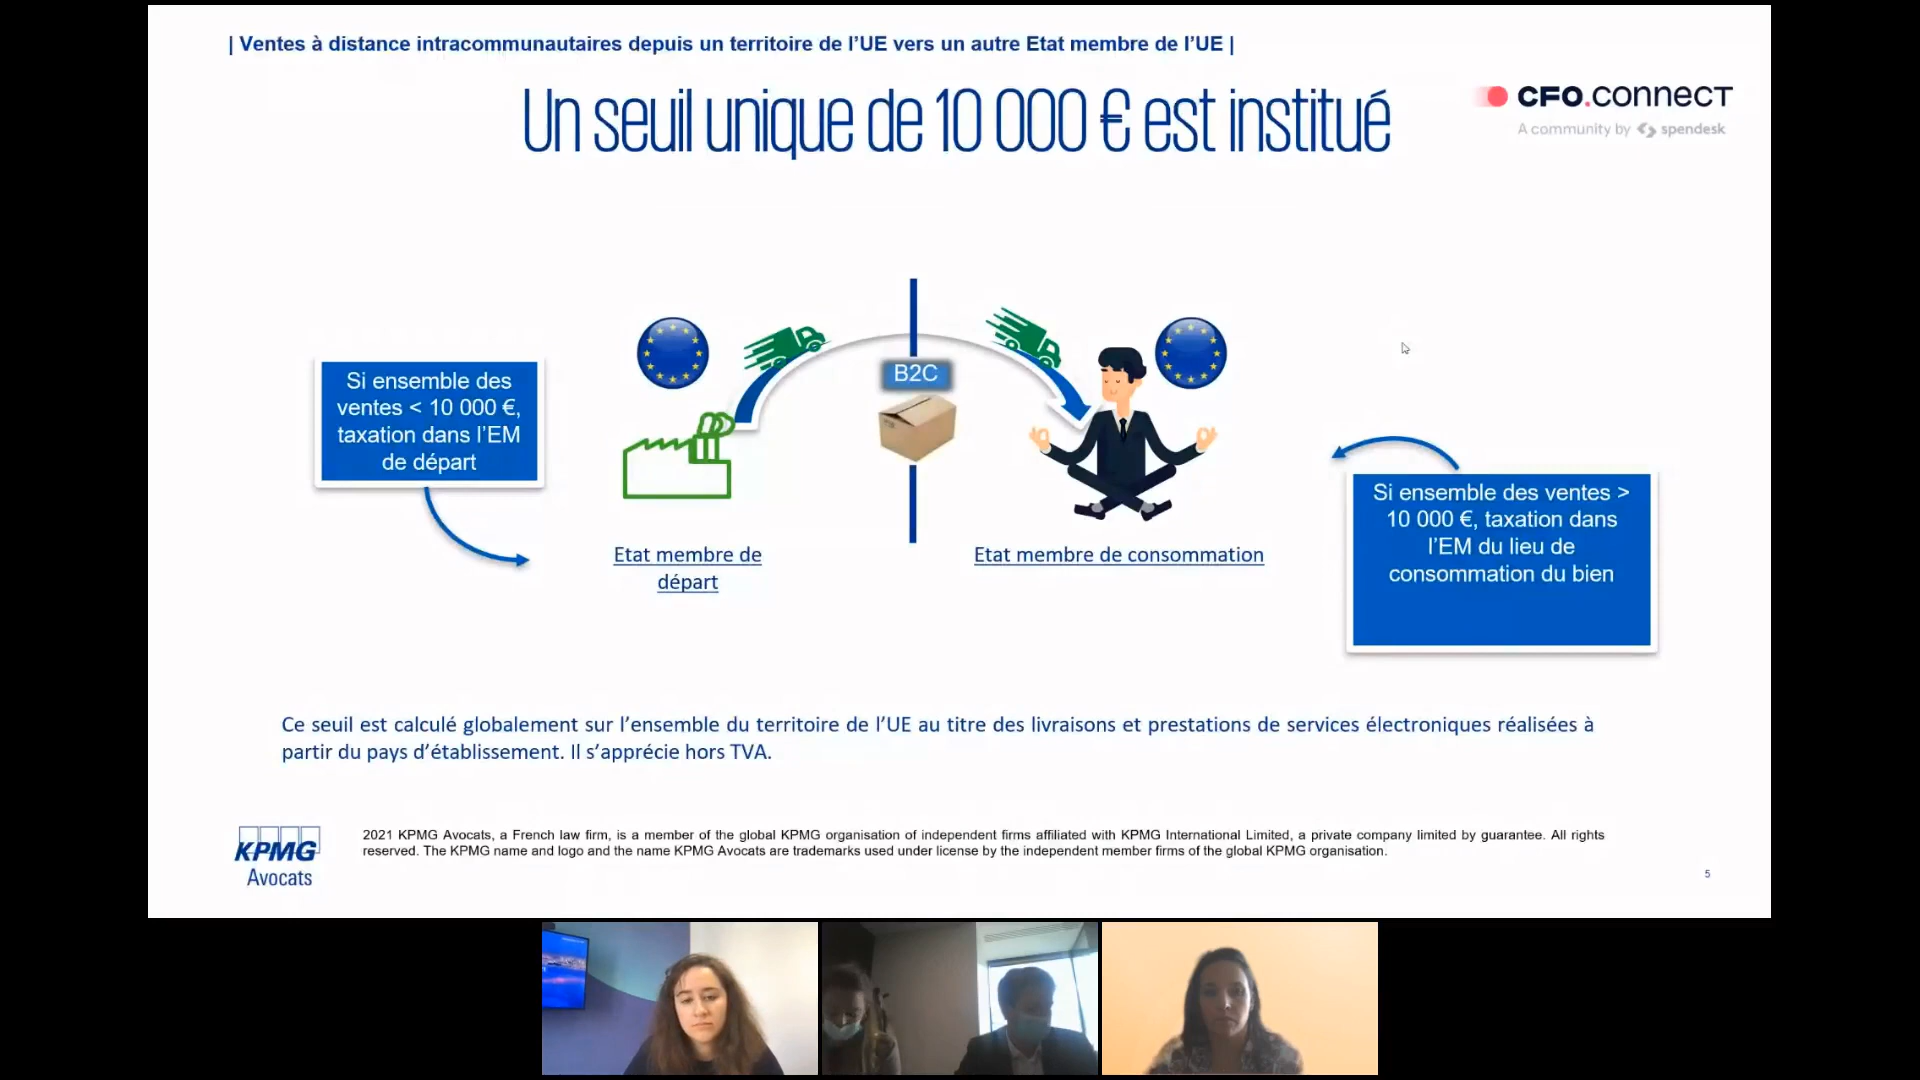 | Ventes à distance intracommunautaires depuis un territoire de l'UE vers un autre Etat membre de l'UE |
Un seuil unique de 10 000 € est institué
CFO.CONNECT
A community by spendesk
Si ensemble des
ventes < 10 000 €,
taxation dans l'EM
de départ
B2C
Etat membre de
départ
Etat membre de consommation
Si ensemble des ventes >
10 000 €, taxation dans
l'EM du lieu de
consommation du bien
Ce seuil est calculé globalement sur l'ensemble du territoire de l'UE au titre des livraisons et prestations de services électroniques réalisées à
partir du pays d'établissement. Il s'apprécie hors TVA.
KPMG
Avocats
2021 KPMG Avocats, a French law firm, is a member of the global KPMG organisation of independent firms affiliated with KPMG International Limited, a private company limited by guarantee. All rights
reserved. The KPMG name and logo and the name KPMG Avocats are trademarks used under license by the independent member firms of the global KPMG organisation.
5